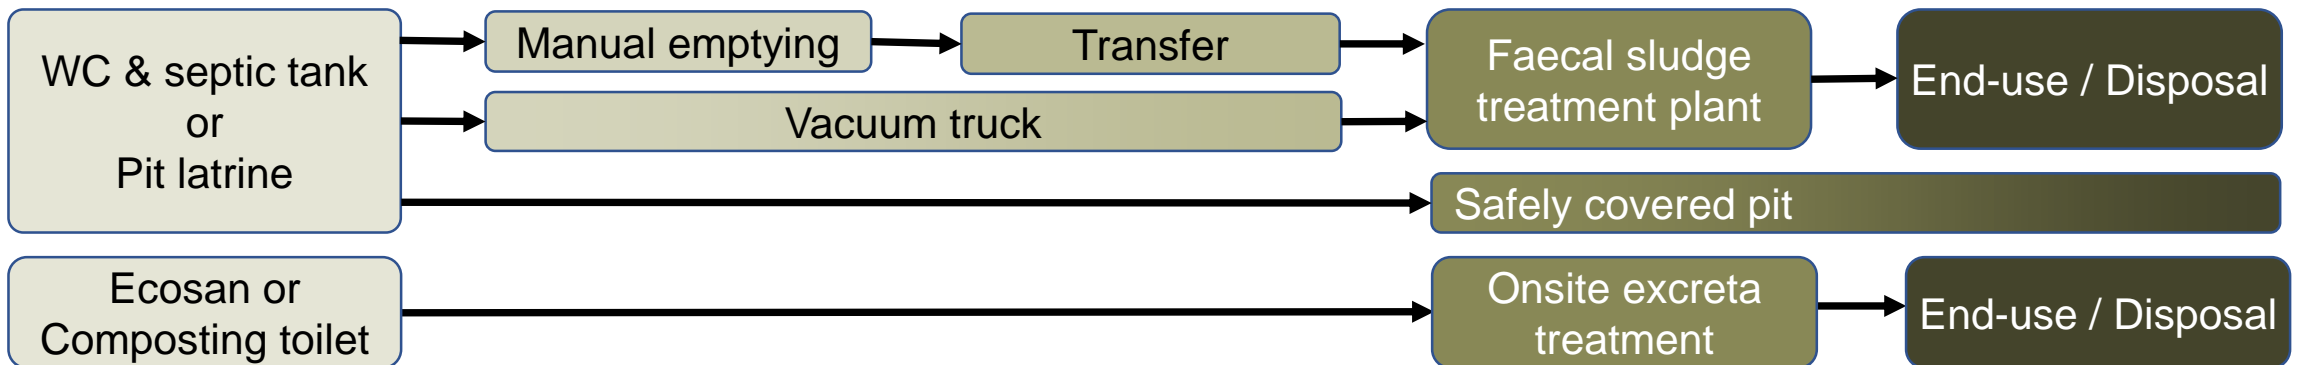 WC & septic tank
or
Pit latrine
Manual emptying
Transfer
Vacuum truck
Faecal sludge
treatment plant
End-use / Disposal
Safely covered pit
Ecosan or
Composting toilet
Onsite excreta
treatment
End-use / Disposal